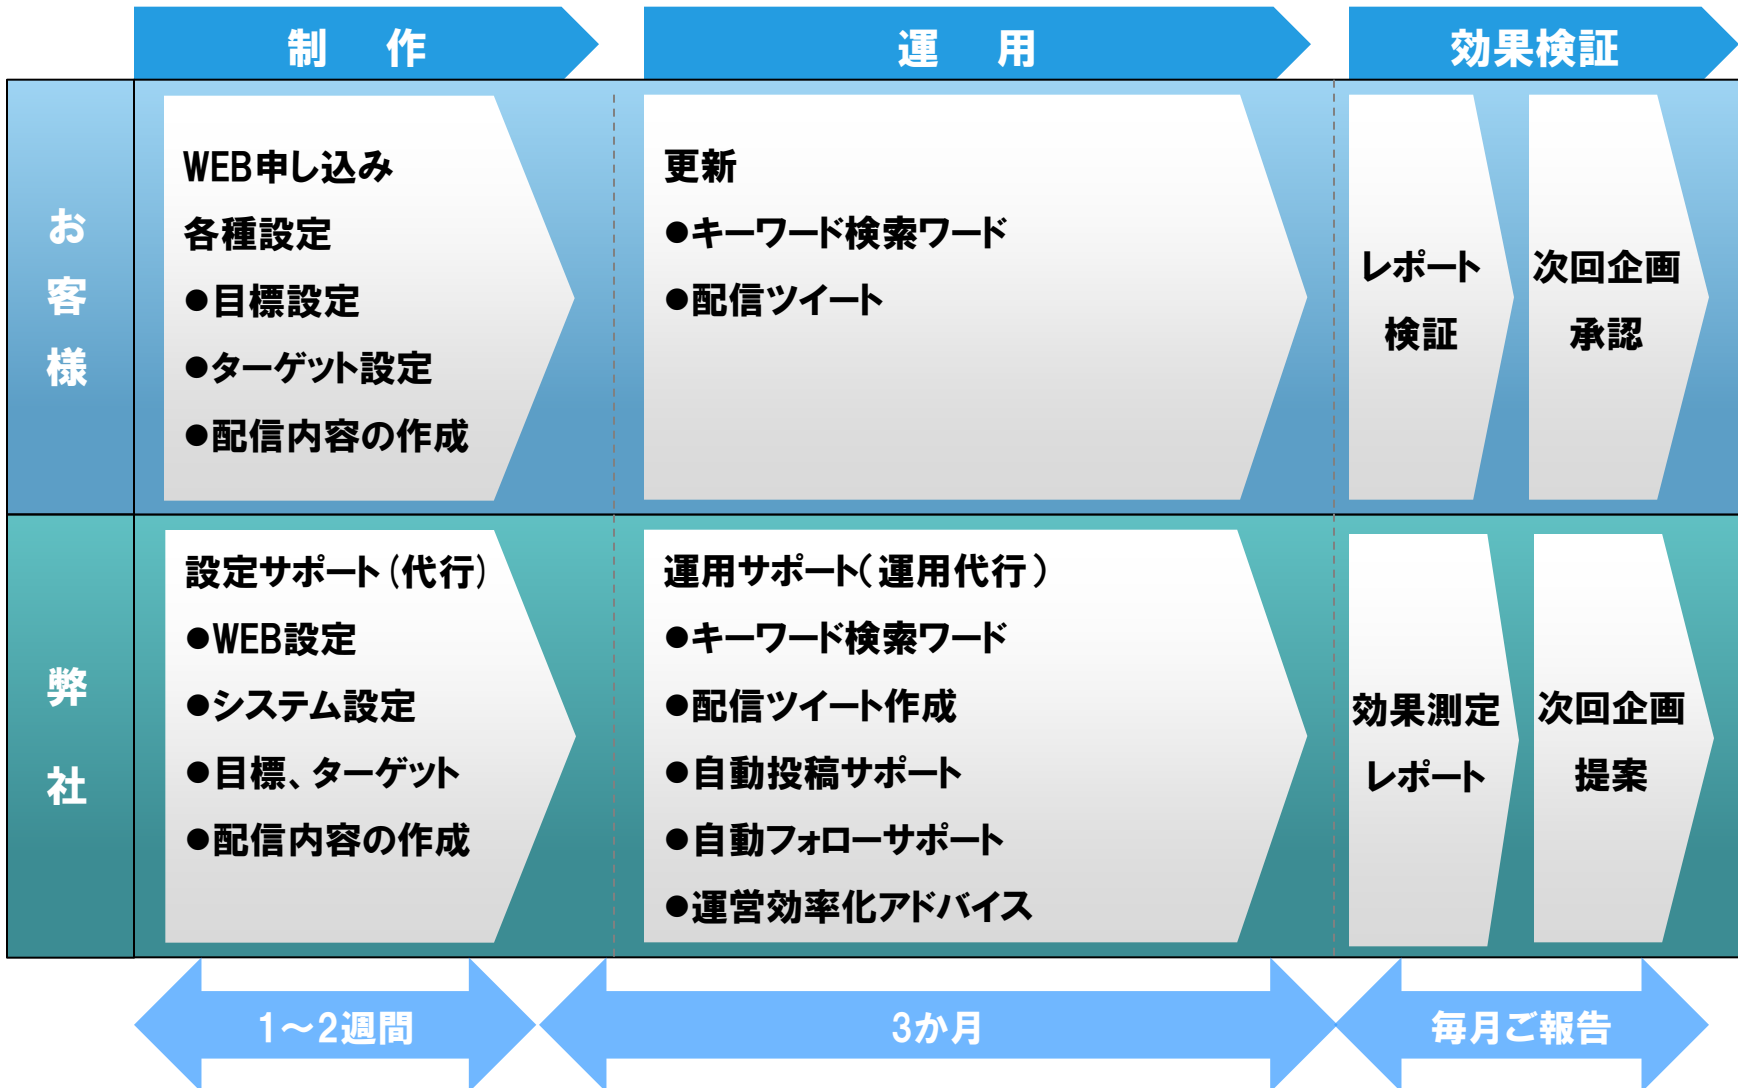 制 作
運 用
効果検証
お客様
WEB申し込み
各種設定
●目標設定
●ターゲット設定
●配信内容の作成
更新
●キーワード検索ワード
●配信ツイート
レポート
検証
次回企画
承認
弊社
設定サポート(代行)
●WEB設定
●システム設定
●目標、ターゲット
●配信内容の作成
運用サポート(運用代行)
●キーワード検索ワード
●配信ツイート作成
●自動投稿サポート
●自動フォローサポート
●運営効率化アドバイス
効果測定
レポート
次回企画
提案
1～2週間
3か月
毎月ご報告